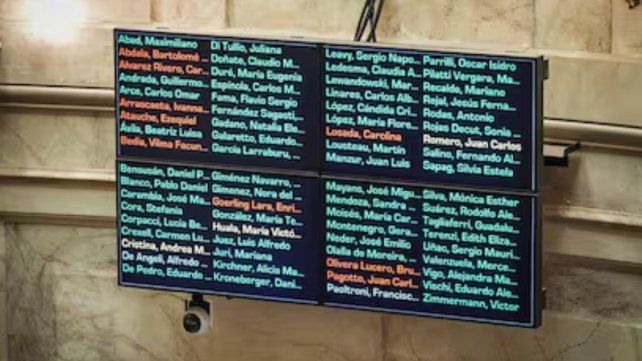 Abad, Maximiliano
Abdala, Bartolomé ...
Alvarez Rivero, Car...
Andrada, Guillermo...
Arce, Carlos Omar
Arrascaeta, Ivanna...
Atauche, Ezequiel
Ávila, Beatriz Luisa
Bedia, Vilma Facun...
Di Tullio, Juliana
Doñate, Claudio M...
Duré, María Eugenia
Espínola, Carlos M...
Fama, Flavio Sergio
Fernández Sagasti,...
Gadano, Natalia Ele...
Galaretto, Eduardo...
García Larraburu, ...
Leavy, Sergio Napo...
Ledesma, Claudia A...
Lewandowski, Mar...
Linares, Carlos Alb...
López, Cándida Cri...
López, María Flore...
Losada, Carolina
Lousteau, Martín
Manzur, Juan Luis
Parrilli, Oscar Isidro
Pilatti Vergara, Ma...
Recalde, Mariano
Rejal, Jesús Ferna...
Rodas, Antonio
Rojas Decut, Sonia ...
Romero, Juan Carlos
Salino, Fernando Al...
Sapag, Silvia Estela
Bensusán, Daniel P...
Blanco, Pablo Daniel
Corambia, José Ma...
Cora, Stefanía
Corpacci, Lucía Be...
Crexell, Carmen Lu...
Cristina, Andrea M...
De Angeli, Alfredo ...
De Pedro, Eduardo ...
Giménez Navarro, ...
Gimenez, Nora del ...
Goerling Lara, Enri...
González, María Te...
Huala, María Victó...
Juez, Luis Alfredo
Juri, Mariana
Kirchner, Alicia Ma...
Kroneberger, Dani...
Mayans, José Migu...
Mendoza, Sandra ...
Moisés, María Car...
Montenegro, Gera...
Neder, José Emilio
Olalla de Moreira, ...
Olivera Lucero, Bru...
Pagotto, Juan Carl...
Paoltroni, Francisc...
Silva, Mónica Esther
Suárez, Rodolfo Ale...
Tagliaferri, Guadalu...
Terenzi, Edith Eliza...
Uñac, Sergio Mauri...
Valenzuela, Merce...
Vigo, Alejandra Ma...
Vischi, Eduardo Ale...
Zimmermann, Víctor